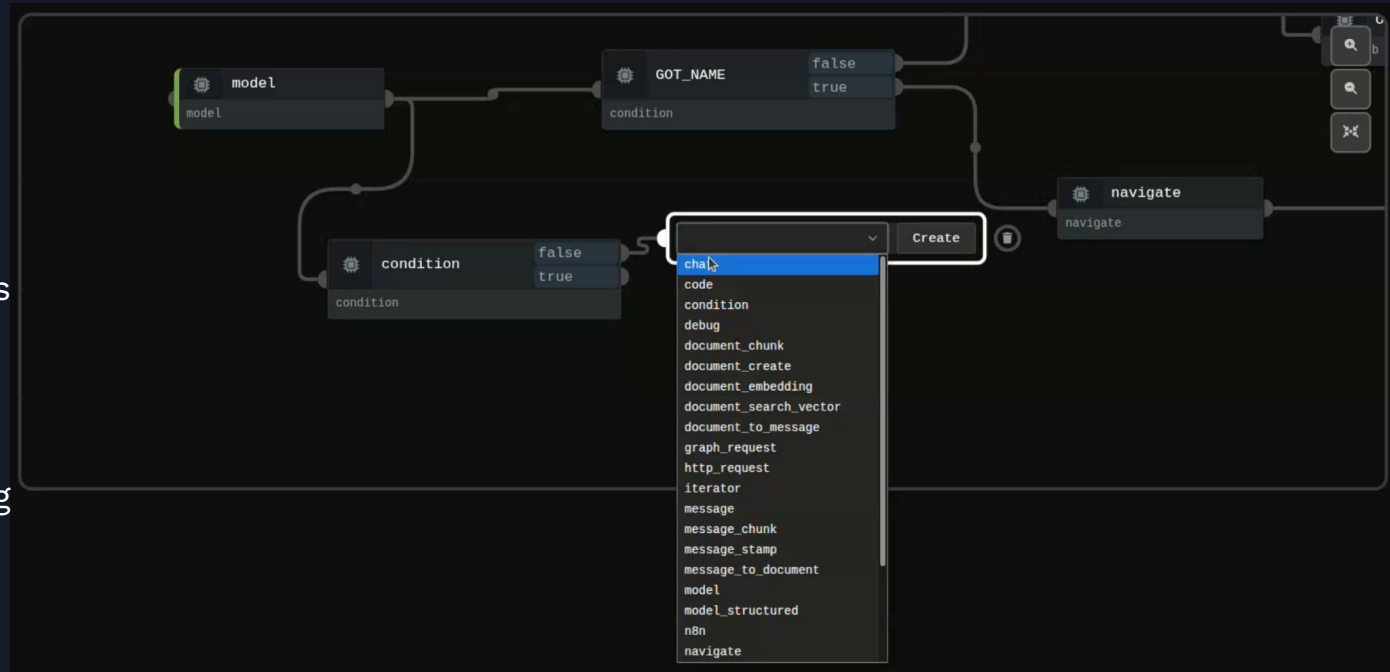 model
model
GOT_NAME
false
true
condition
navigate
navigate
condition
false
true
condition
Create
code
condition
debug
document_chunk
document_create
document_embedding
document_search_vector
document_to_message
graph_request
http_request
iterator
message
message_chunk
message_stamp
message_to_document
model
model_structured
n8n
navigate